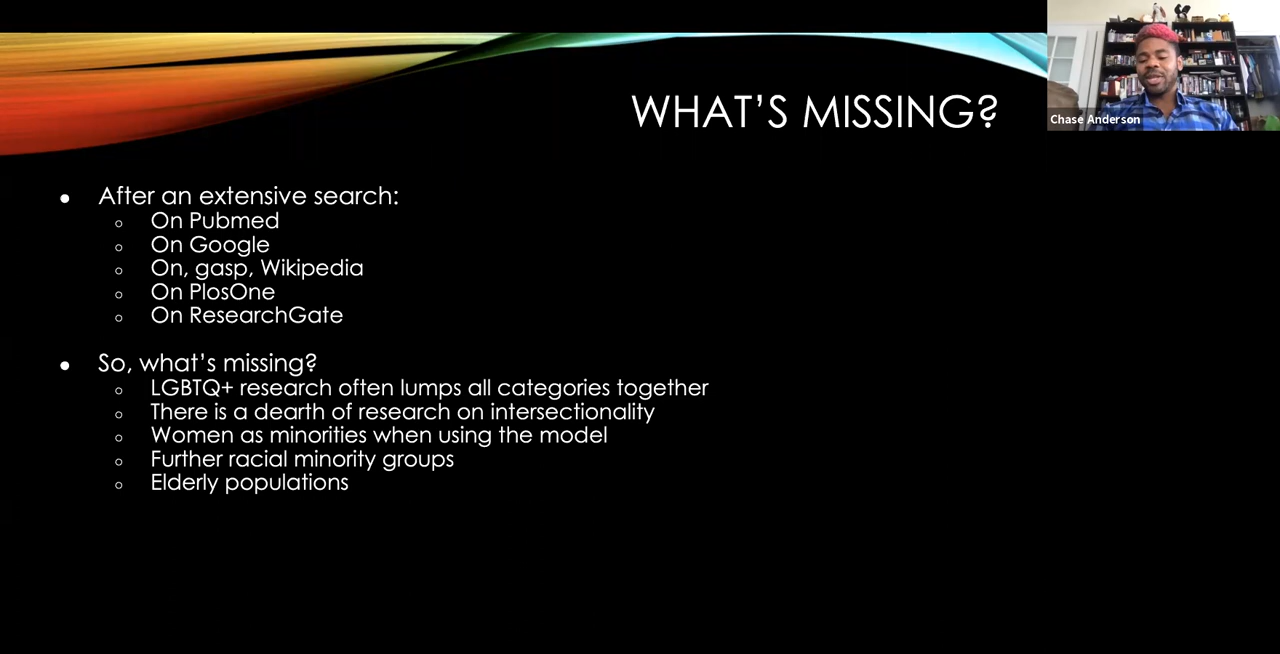 WHAT'S MISSING?
Chase Anderson
● After an extensive search:
○ On Pubmed
○ On Google
○ On, gasp, Wikipedia
○ On PlosOne
○ On ResearchGate
● So, what's missing?
○ LGBTQ+ research often lumps all categories together
○ There is a dearth of research on intersectionality
○ Women as minorities when using the model
○ Further racial minority groups
○ Elderly populations